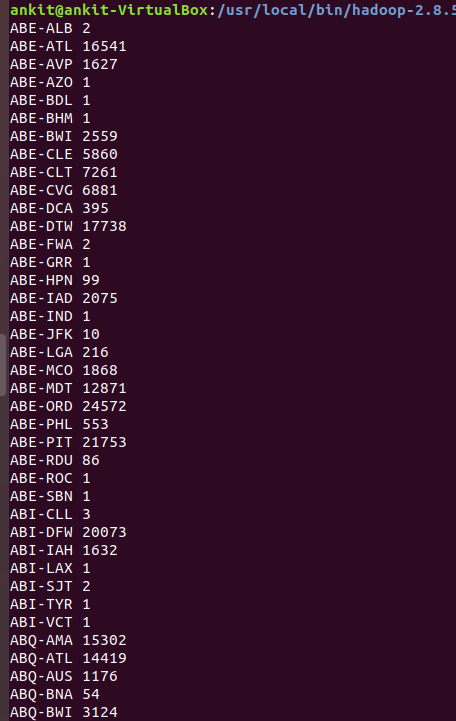 ankit@ankit-VirtualBox:/usr/local/bin/hadoop-2.8.5
ABE-ALB 2
ABE-ATL 16541
ABE-AVP 1627
ABE-AZO 1
ABE-BDL 1
ABE-BHM 1
ABE-BWI 2559
ABE-CLE 5860
ABE-CLT 7261
ABE-CVG 6881
ABE-DCA 395
ABE-DTW 17738
ABE-FWA 2
ABE-GRR 1
ABE-HPN 99
ABE-IAD 2075
ABE-IND 1
ABE-JFK 10
ABE-LGA 216
ABE-MCO 1868
ABE-MDT 12871
ABE-ORD 24572
ABE-PHL 553
ABE-PIT 21753
ABE-RDU 86
ABE-ROC 1
ABE-SBN 1
ABI-CLL 3
ABI-DFW 20073
ABI-IAH 1632
ABI-LAX 1
ABI-SJT 2
ABI-TYR 1
ABI-VCT 1
ABQ-AMA 15302
ABQ-ATL 14419
ABQ-AUS 1176
ABQ-BNA 54
ABQ-BWI 3124